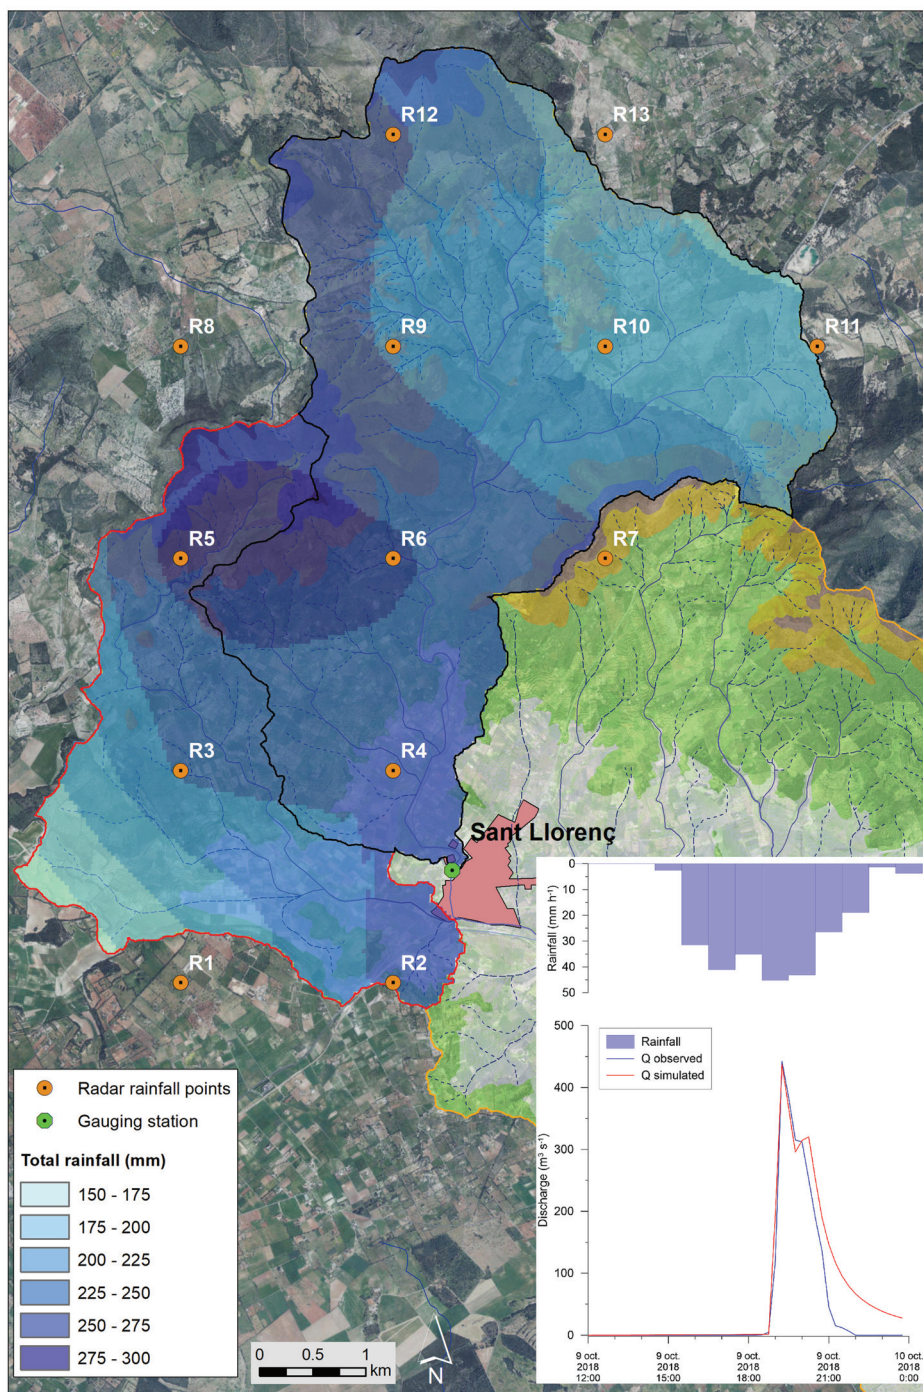 R12
R13
R8
R9
R10
R11
R5
R6
R7
R3
R4
Sant Llorenç
R1
R2
Radar rainfall points
Gauging station
Total rainfall (mm)
150 - 175
175 - 200
200 - 225
225 - 250
250 - 275
275 - 300
0 0.5 1
km
N
0
10
20
30
40
50
Rainfall (mm h⁻¹)
Rainfall
Q observed
Q simulated
500
400
300
200
100
0
Discharge (m³ s⁻¹)
9 oct. 2018 12:00
9 oct. 2018 15:00
9 oct. 2018 18:00
9 oct. 2018 21:00
10 oct. 2018 0:00